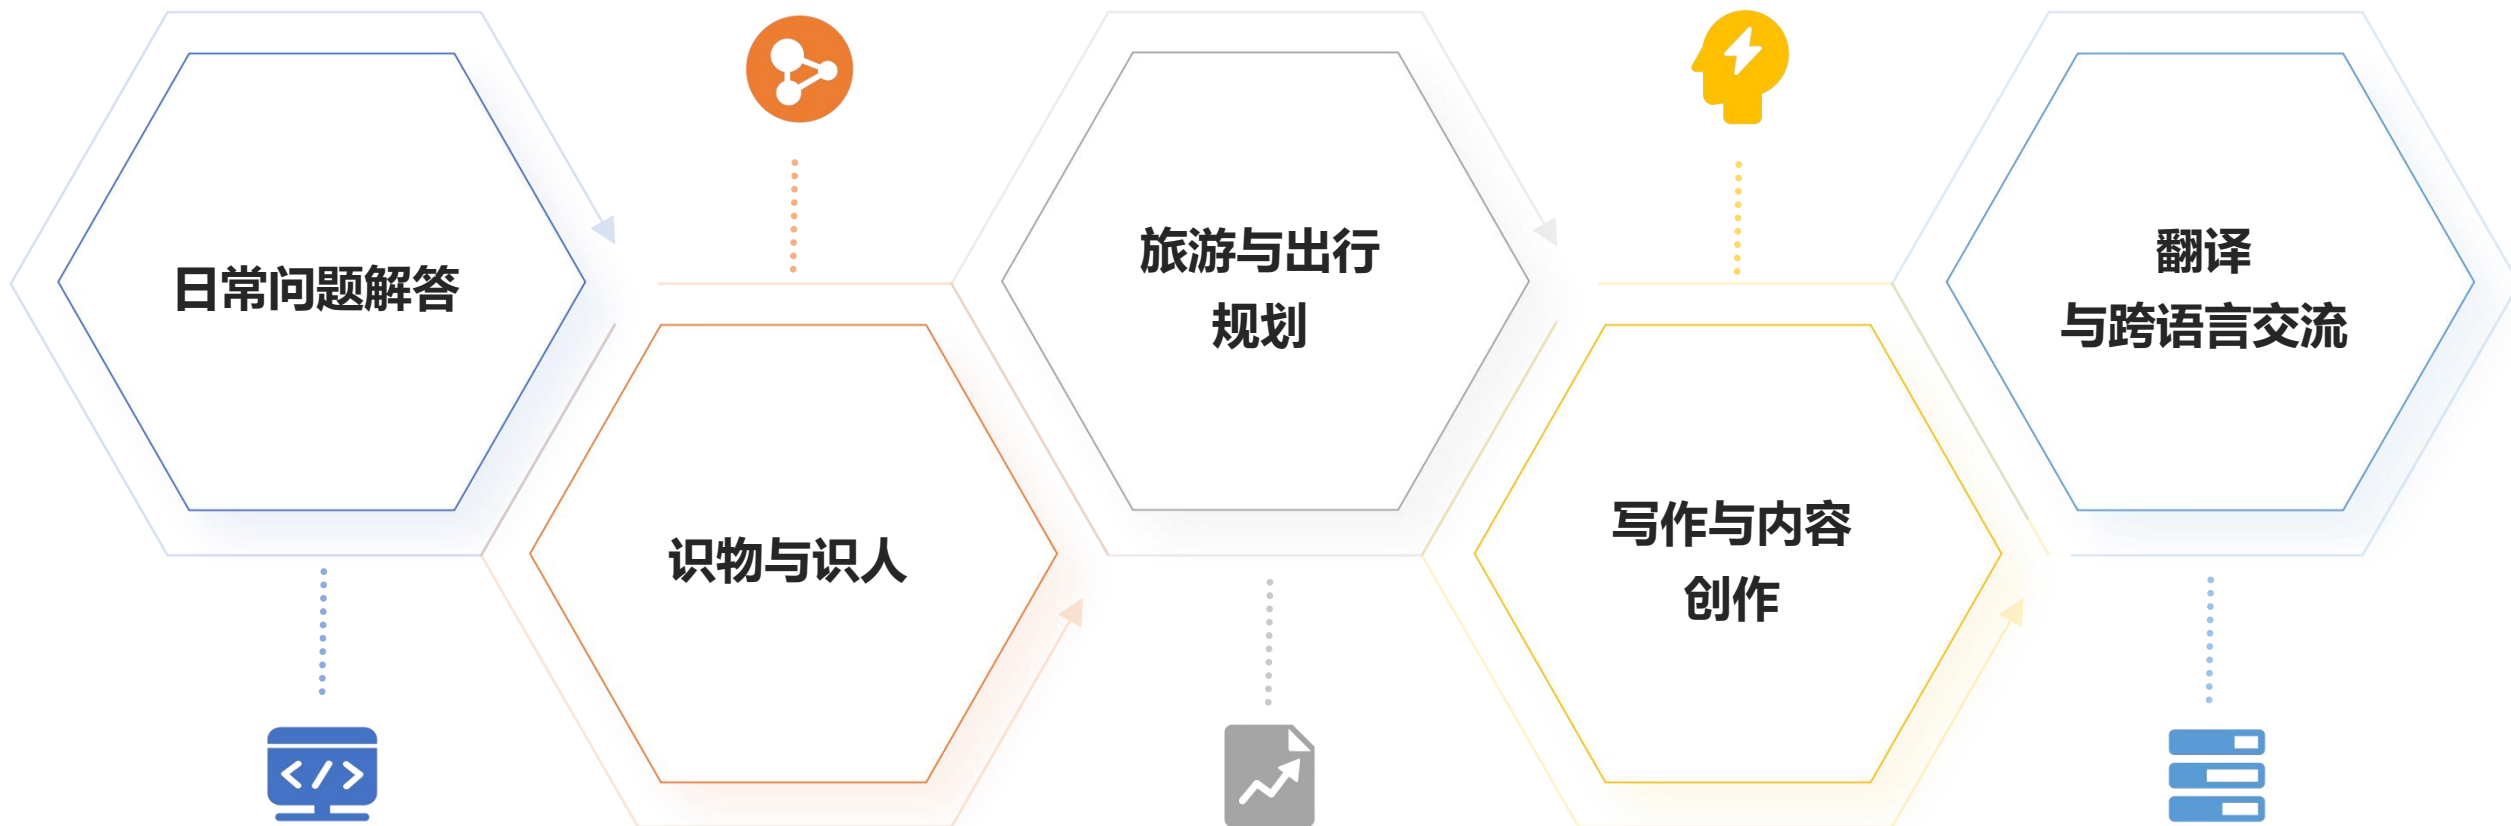 日常问题解答
识物与识人
旅游与出行
规划
写作与内容
创作
翻译
与跨语言交流